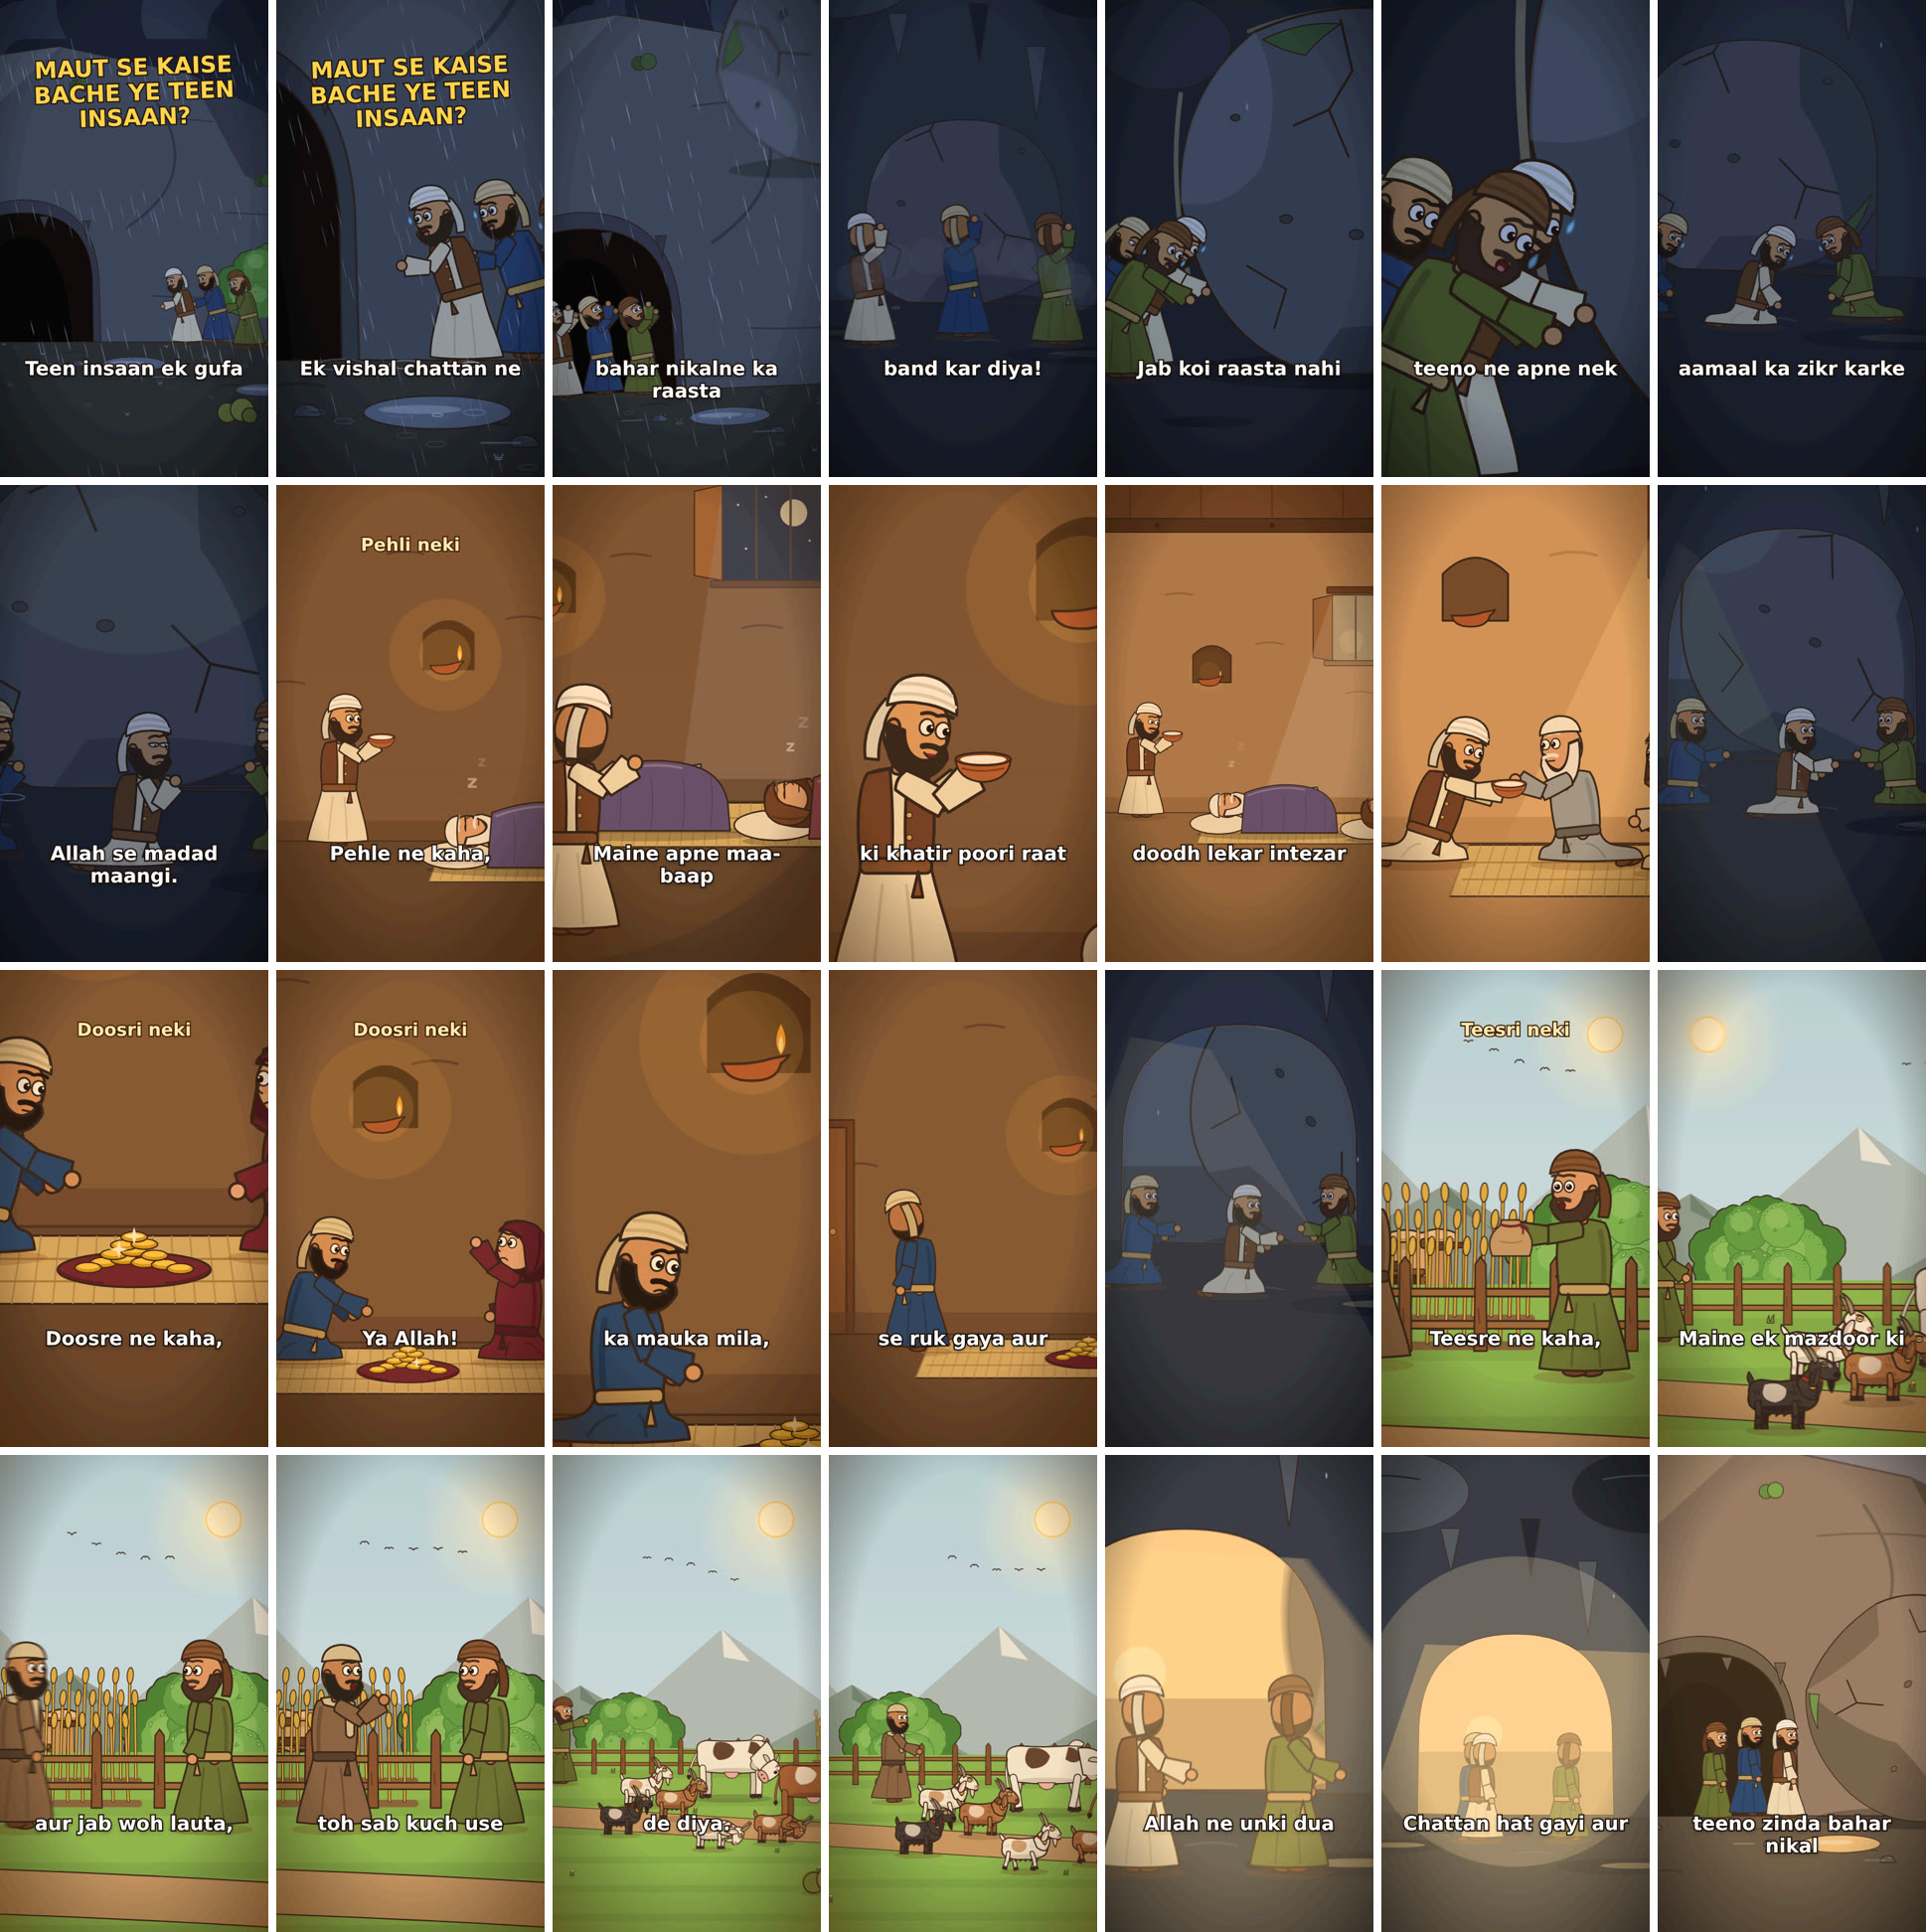 MAUT SE KAISE
BACHE YE TEEN
INSAAN?
Teen insaan ek gufa
MAUT SE KAISE
BACHE YE TEEN
INSAAN?
Ek vishal chattan ne
bahar nikalne ka
raasta
band kar diya!
Jab koi raasta nahi
teeno ne apne nek
aamaal ka zikr karke
Allah se madad
maangi.
Pehli neki
z
z
Pehle ne kaha,
z
z
Maine apne maa-
baap
ki khatir poori raat
z
z
doodh lekar intezar
Doosri neki
Doosre ne kaha,
Doosri neki
Ya Allah!
ka mauka mila,
se ruk gaya aur
Teesri neki
Teesre ne kaha,
Maine ek mazdoor ki
aur jab woh lauta,
toh sab kuch use
de diya.
Allah ne unki dua
Chattan hat gayi aur
teeno zinda bahar
nikal